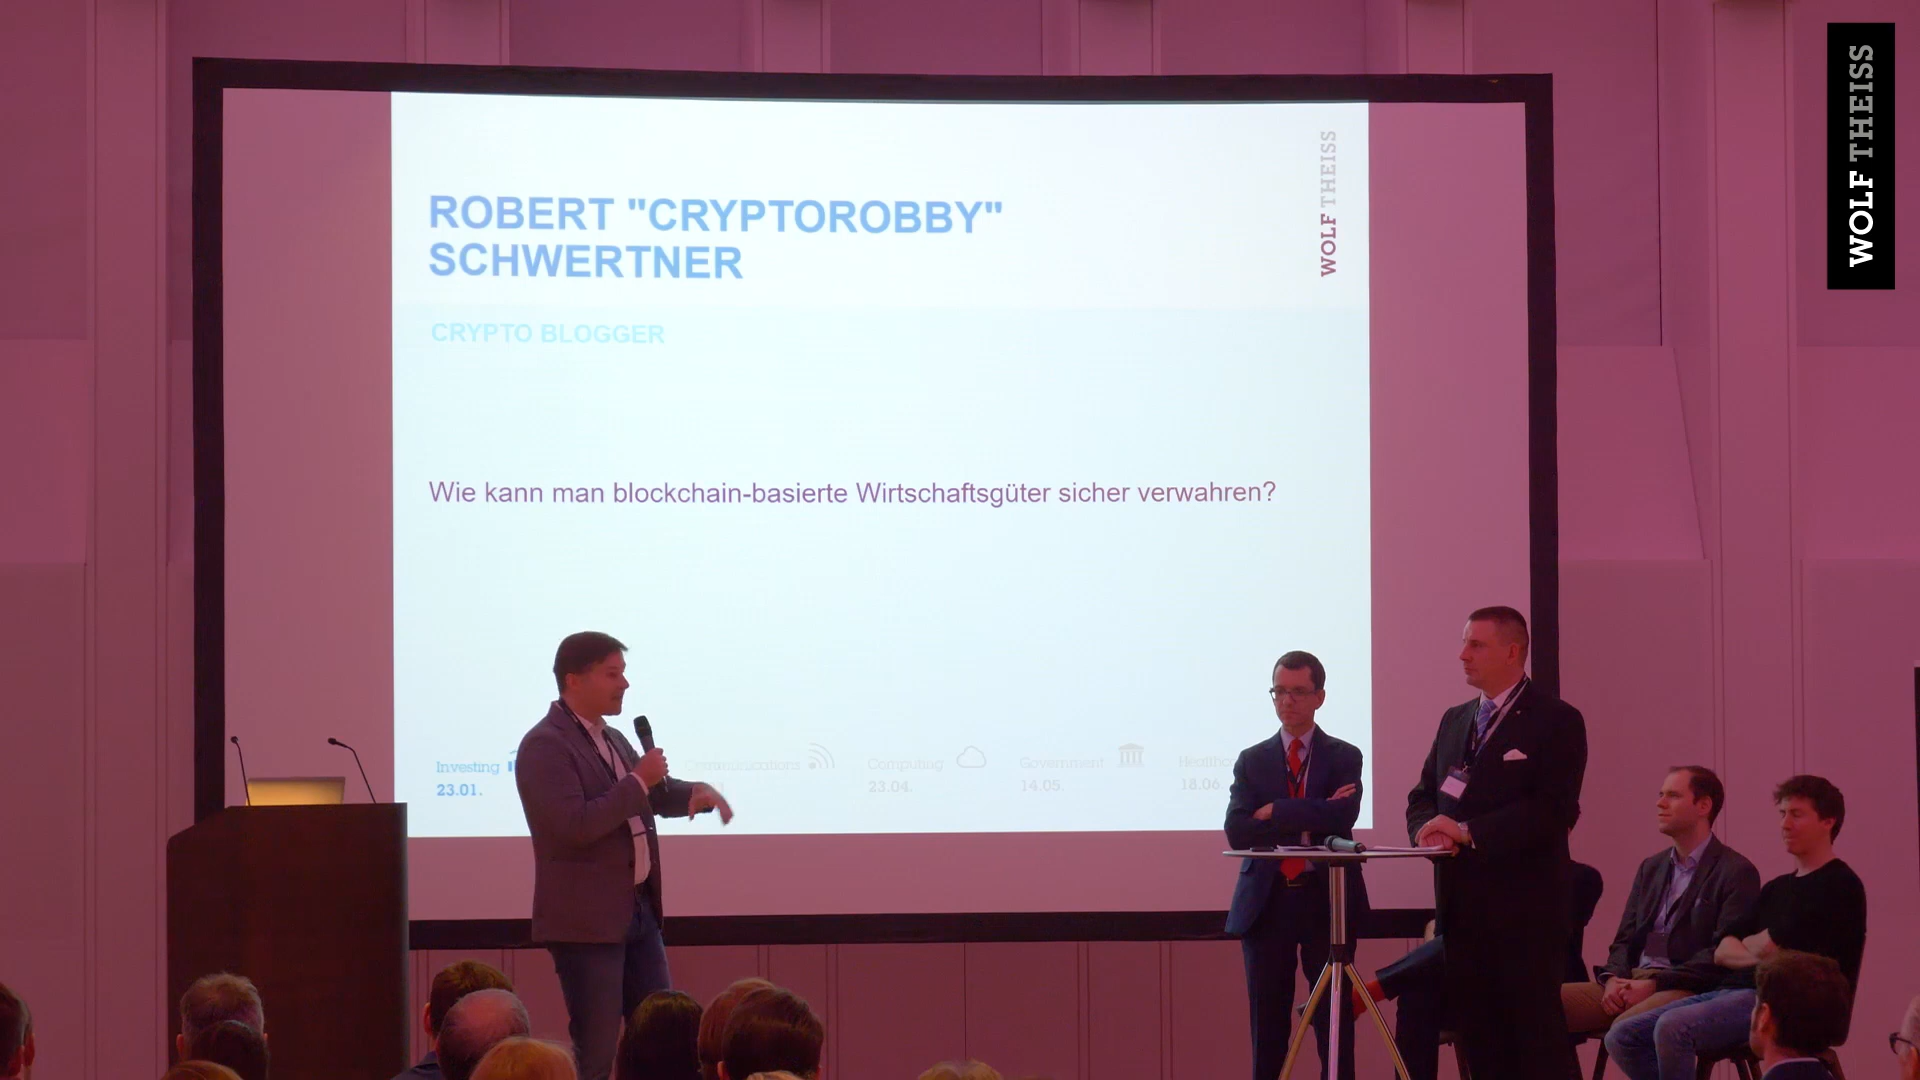 WOLF THEISS
WOLF THEISS
ROBERT "CRYPTOROBBY"
SCHWERTNER
CRYPTO BLOGGER
Wie kann man blockchain-basierte Wirtschaftsgüter sicher verwahren?
Investing
23.01.
Computing
23.04.
Government
14.05.
18.06.